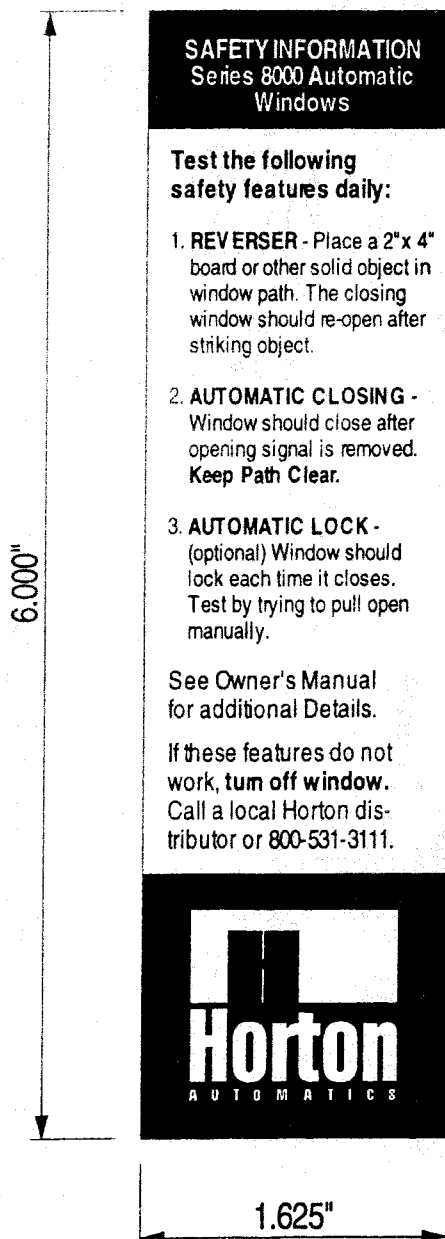 SAFETY INFORMATION
Series 8000 Automatic
Windows
Test the following
safety features daily:
1. REVERSER - Place a 2"x 4"
board or other solid object in
window path. The closing
window should re-open after
striking object.
2. AUTOMATIC CLOSING -
Window should close after
opening signal is removed.
Keep Path Clear.
3. AUTOMATIC LOCK -
(optional) Window should
lock each time it closes.
Test by trying to pull open
manually.
See Owner's Manual
for additional Details.
If these features do not
work, turn off window.
Call a local Horton dis-
tributor or 800-531-3111.
Horton
AUTOMATICS
6.000"
1.625"